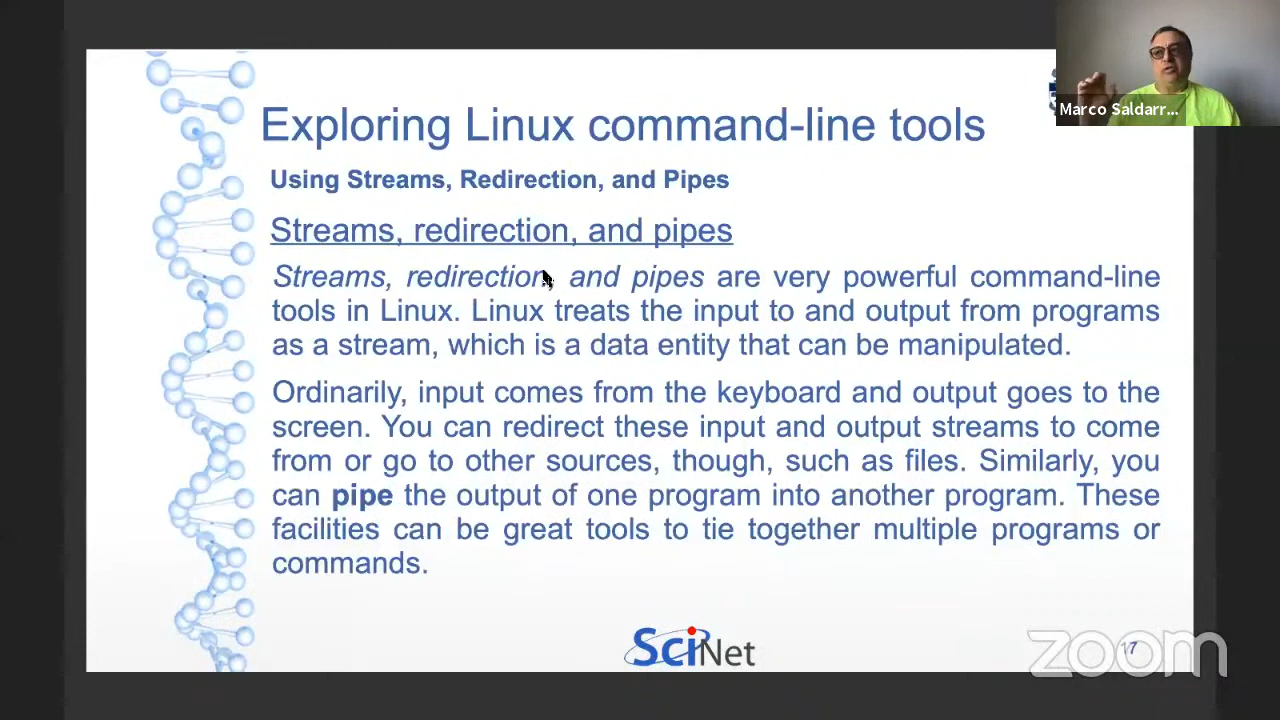 Marco Saldarr...
Exploring Linux command-line tools
Using Streams, Redirection, and Pipes
Streams, redirection, and pipes
Streams, redirection, and pipes are very powerful command-line
tools in Linux. Linux treats the input to and output from programs
as a stream, which is a data entity that can be manipulated.
Ordinarily, input comes from the keyboard and output goes to the
screen. You can redirect these input and output streams to come
from or go to other sources, though, such as files. Similarly, you
can pipe the output of one program into another program. These
facilities can be great tools to tie together multiple programs or
commands.
SciNet
17
zoom